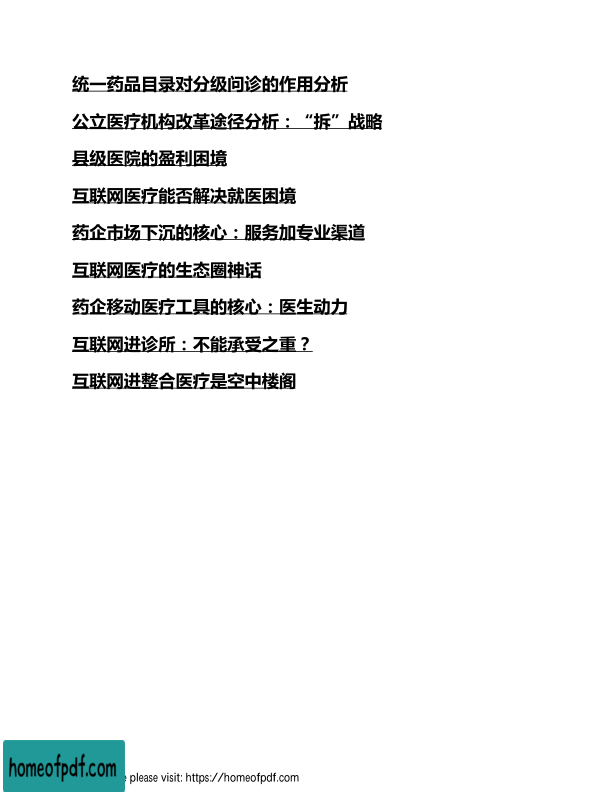 统一药品目录对分级问诊的作用分析
公立医疗机构改革途径分析：“拆”战略
县级医院的盈利困境
互联网医疗能否解决就医困境
药企市场下沉的核心：服务加专业渠道
互联网医疗的生态圈神话
药企移动医疗工具的核心：医生动力
互联网进诊所：不能承受之重？
互联网进整合医疗是空中楼阁
homeofpdf.com
e please visit: https://homeofpdf.com